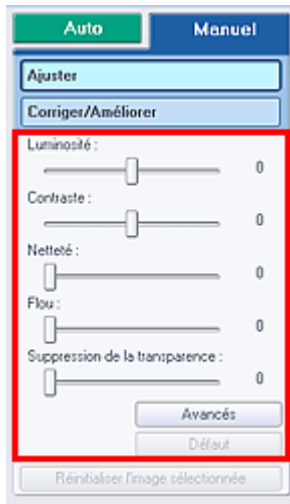 Auto Manuel
Ajuster
Corriger/Améliorer
Luminosité :
0
Contraste :
0
Netteté :
0
Flou :
0
Suppression de la transparence :
0
Avancés
Défaut
Réinitialiser l'image sélectionnée